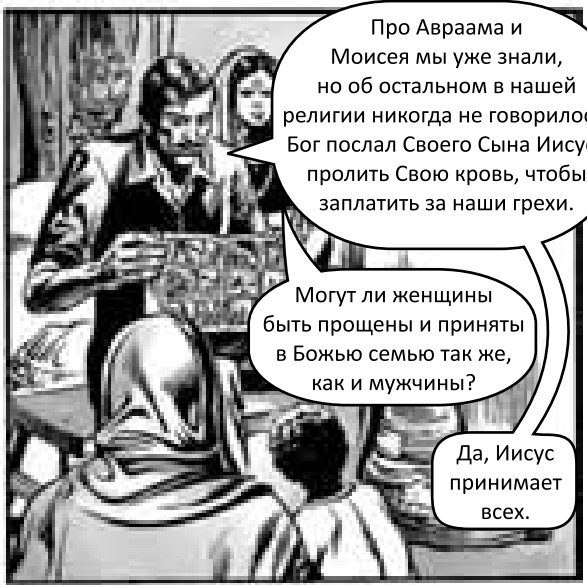 Про Авраама и
Моисея мы уже знали,
но об остальном в нашей
религии никогда не говорилос
Бог послал Своего Сына Иису
пролить Свою кровь, чтобы
заплатить за наши грехи.
Могут ли женщины
быть прощены и приняты
в Божью семью так же,
как и мужчины?
Да, Иисус
принимает
всех.